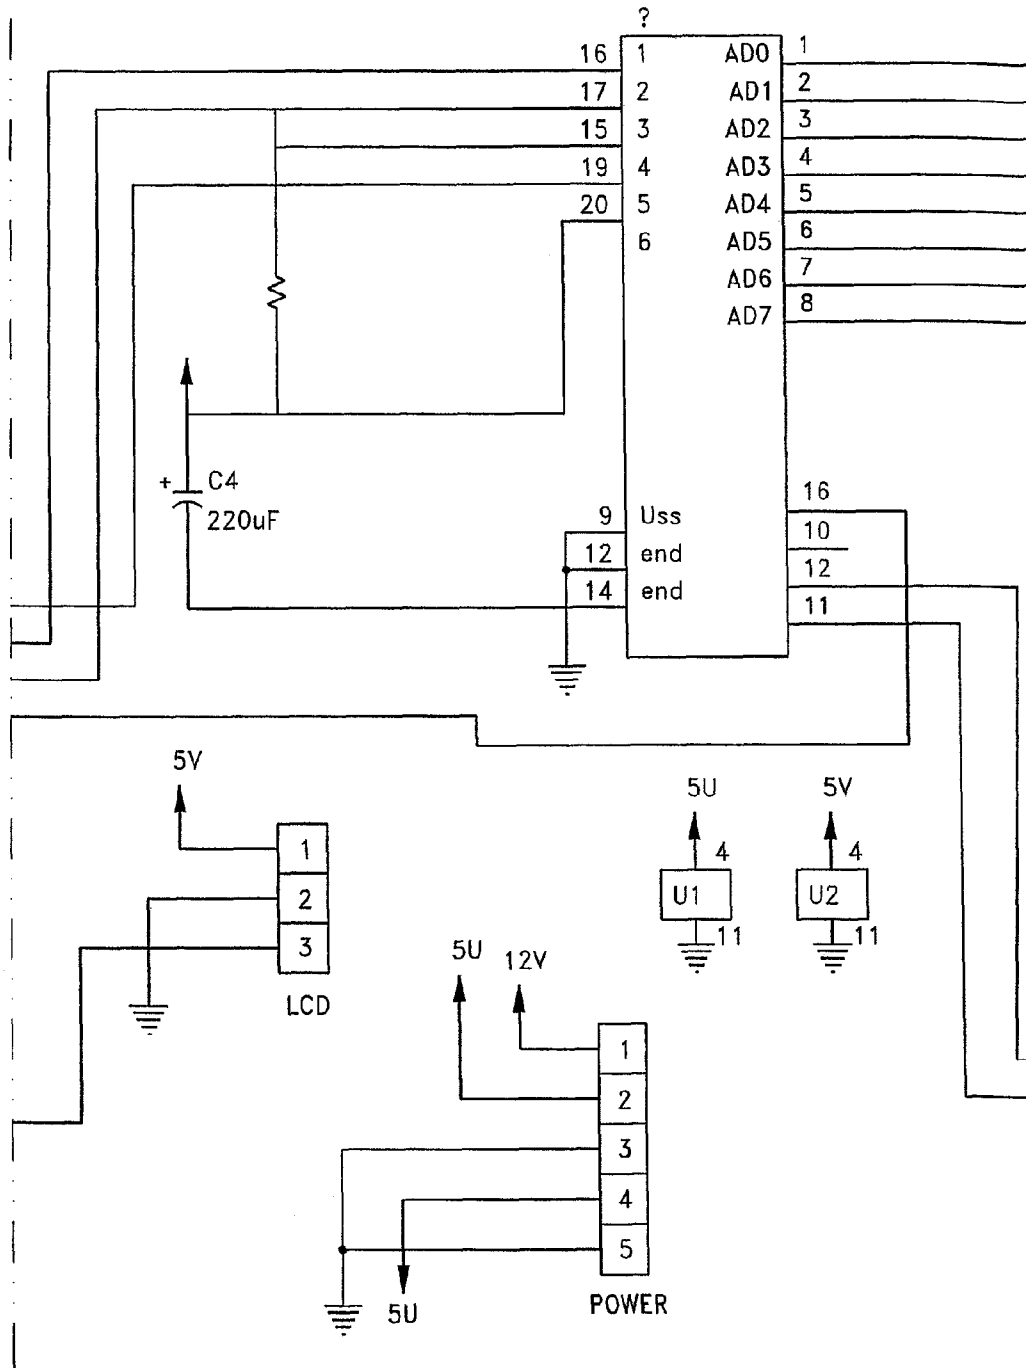 ?
16 1 AD0 1
17 2 AD1 2
15 3 AD2 3
19 4 AD3 4
20 5 AD4 5
6 AD5 6
AD6 7
AD7 8
+ C4
220uF
16
9 Uss
10
12 end
12
14 end
11
5V
1
2
3
LCD
5U
4
U1
11
5V
4
U2
11
5U
12V
1
2
3
4
5
5U
POWER